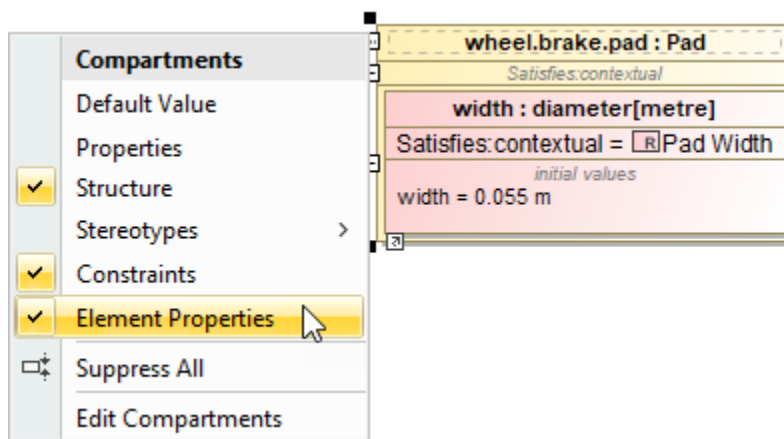 Compartments
Default Value
Properties
Structure
Stereotypes
Constraints
Element Properties
Suppress All
Edit Compartments
wheel.brake.pad : Pad
Satisfies:contextual
width : diameter[metre]
Satisfies:contextual = R Pad Width
initial values
width = 0.055 m